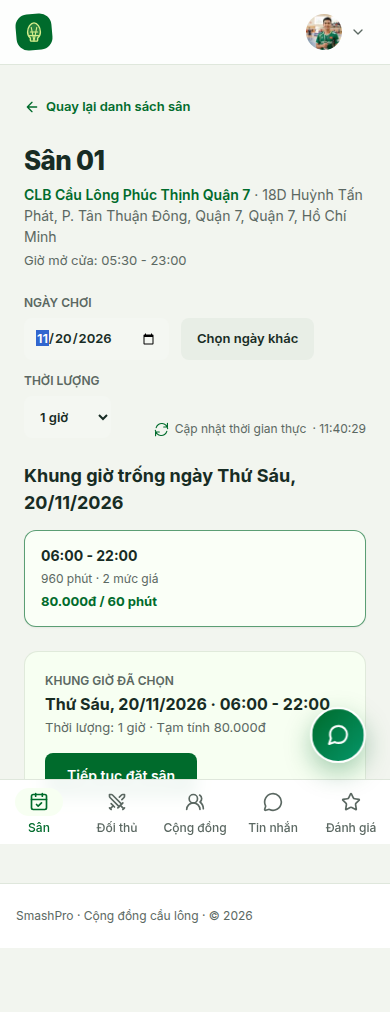 Quay lại danh sách sân
Sân 01
CLB Cầu Lông Phúc Thịnh Quận 7 · 18D Huỳnh Tấn
Phát, P. Tân Thuận Đông, Quận 7, Quận 7, Hồ Chí
Minh
Giờ mở cửa: 05:30 - 23:00
NGÀY CHƠI
11/20/2026 Chọn ngày khác
THỜI LƯỢNG
1 giờ Cập nhật thời gian thực · 11:40:29
Khung giờ trống ngày Thứ Sáu,
20/11/2026
06:00 - 22:00
960 phút · 2 mức giá
80.000đ / 60 phút
KHUNG GIỜ ĐÃ CHỌN
Thứ Sáu, 20/11/2026 · 06:00 - 22:00
Thời lượng: 1 giờ · Tạm tính 80.000đ
Tiếp tục đặt sân
Sân Đối thủ Cộng đồng Tin nhắn Đánh giá
SmashPro · Cộng đồng cầu lông · © 2026